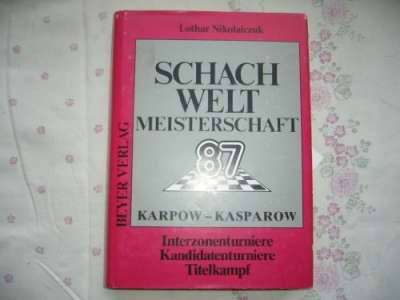 Lothar Nikolaiczuk
SCHACH
WELT
MEISTERSCHAFT
87
KARPOW – KASPAROW
BEYER VERLAG
Interzonenturniere
Kandidatenturniere
Titelkampf